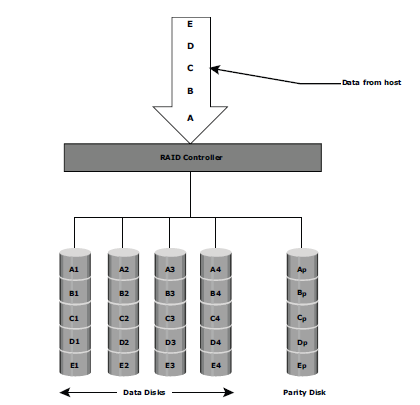 E
D
C
B
A
Data from host
RAID Controller
A1 A2 A3 A4 Ap
B1 B2 B3 B4 Bp
C1 C2 C3 C4 Cp
D1 D2 D3 D4 Dp
E1 E2 E3 E4 Ep
Data Disks Parity Disk